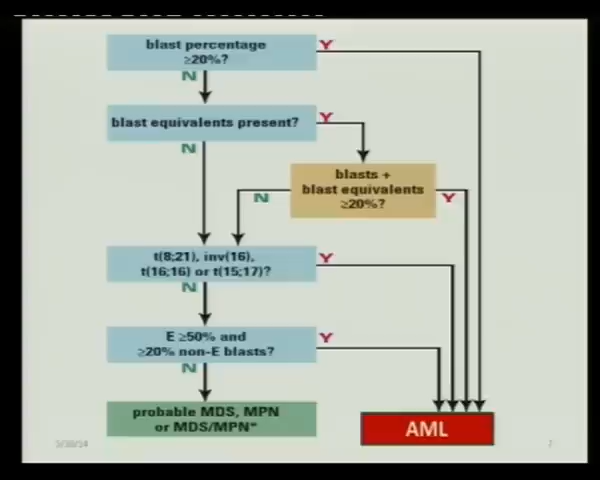 blast percentage
≥20%?
Y
N
blast equivalents present?
Y
N
blasts +
blast equivalents
≥20%?
N
Y
t(8;21), inv(16),
t(16;16) or t(15;17)?
Y
N
E ≥50% and
≥20% non-E blasts?
Y
N
probable MDS, MPN
or MDS/MPN*
AML
7